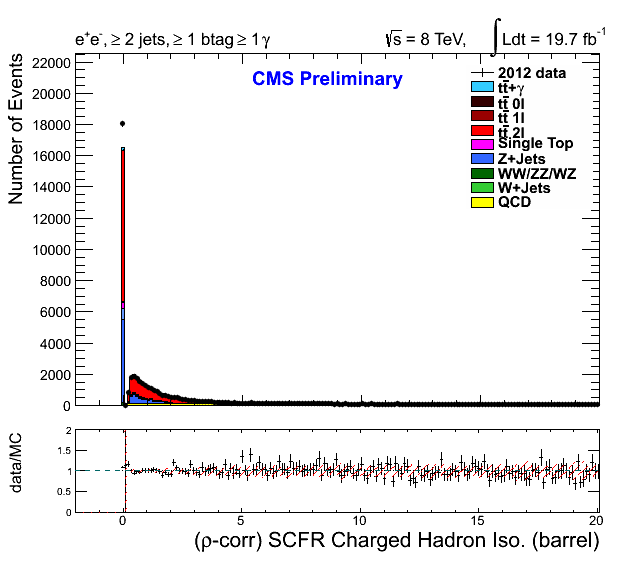 e⁺e⁻, ≥ 2 jets, ≥ 1 btag ≥ 1 γ
√s = 8 TeV, ∫ Ldt = 19.7 fb⁻¹
CMS Preliminary
2012 data
tt̄+γ
tt̄ 0l
tt̄ 1l
tt̄ 2l
Single Top
Z+Jets
WW/ZZ/WZ
W+Jets
QCD
Number of Events
22000
20000
18000
16000
14000
12000
10000
8000
6000
4000
2000
0
data/MC
2
1.5
1
0.5
0
0 5 10 15 20
(ρ-corr) SCFR Charged Hadron Iso. (barrel)